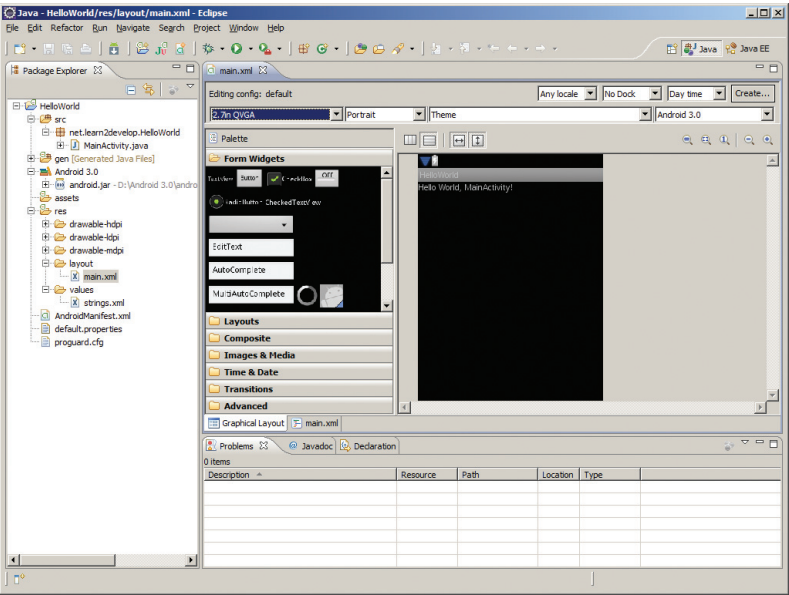 Java - HelloWorld/res/layout/main.xml - Eclipse
File Edit Refactor Run Navigate Search Project Window Help
Java Java EE
Package Explorer
HelloWorld
src
net.learn2develop.HelloWorld
MainActivity.java
gen [Generated Java Files]
Android 3.0
android.jar - D:\Android 3.0\andro
assets
res
drawable-hdpi
drawable-ldpi
drawable-mdpi
layout
main.xml
values
strings.xml
AndroidManifest.xml
default.properties
proguard.cfg
main.xml
Editing config: default
Any locale No Dock Day time Create...
2.7in QVGA Portrait Theme Android 3.0
Palette
Form Widgets
TextView Button CheckBox OFF
RadioButton CheckedTextView
EditText
AutoComplete
MultiAutoComplete
Layouts
Composite
Images & Media
Time & Date
Transitions
Advanced
HelloWorld
Hello World, MainActivity!
Graphical Layout main.xml
Problems Javadoc Declaration
0 items
Description Resource Path Location Type